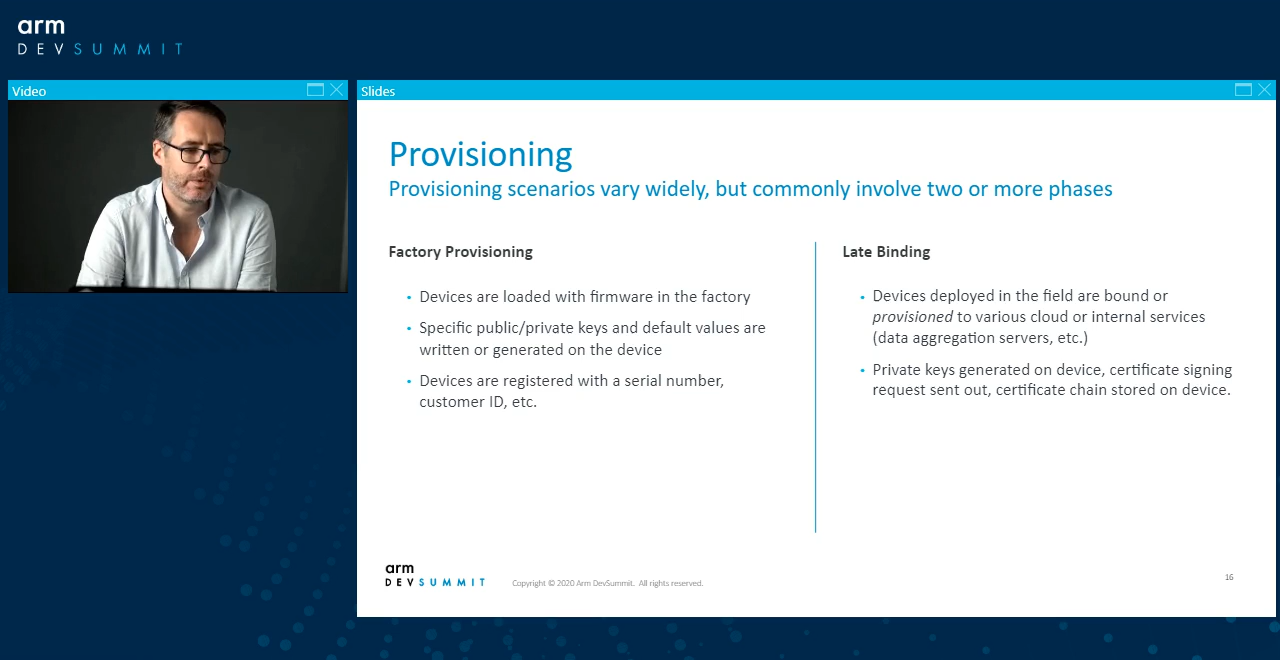 arm
DEVSUMMIT
Video
Slides
Provisioning
Provisioning scenarios vary widely, but commonly involve two or more phases
Factory Provisioning
• Devices are loaded with firmware in the factory
• Specific public/private keys and default values are
written or generated on the device
• Devices are registered with a serial number,
customer ID, etc.
Late Binding
• Devices deployed in the field are bound or
provisioned to various cloud or internal services
(data aggregation servers, etc.)
• Private keys generated on device, certificate signing
request sent out, certificate chain stored on device.
arm
DEVSUMMIT
Copyright © 2020 Arm DevSummit. All rights reserved.
16